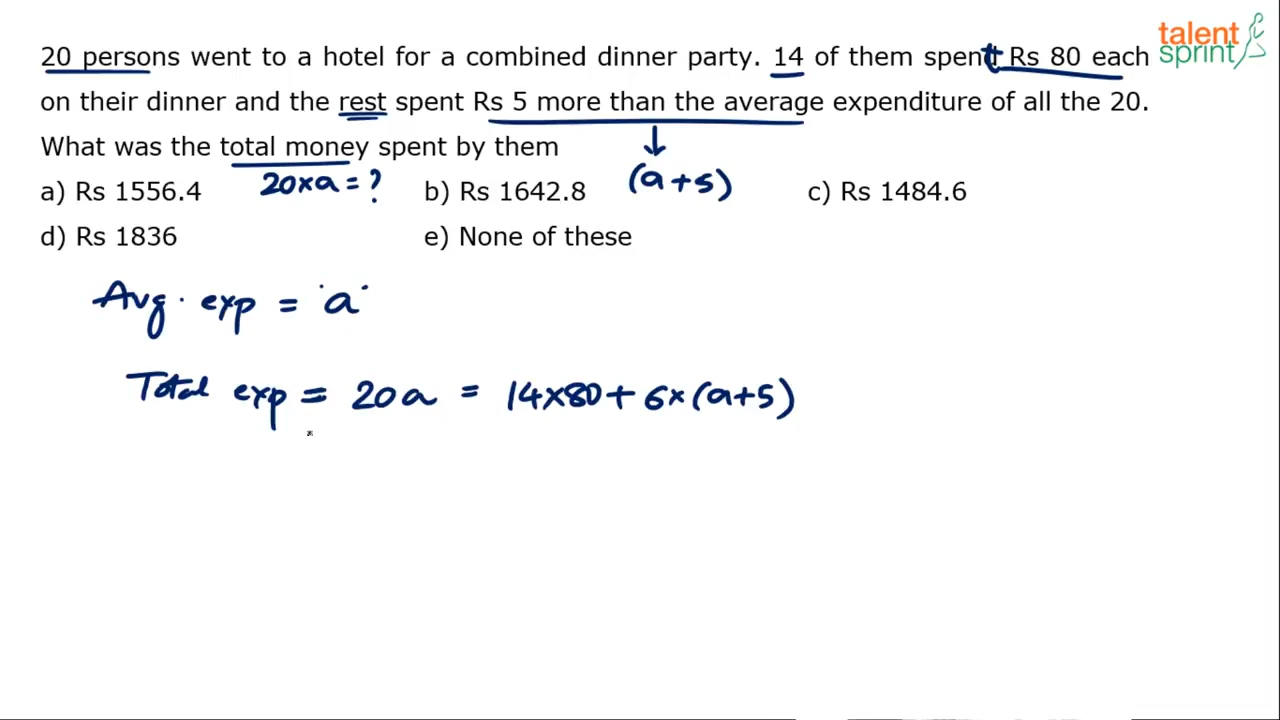 talent
sprint
20 persons went to a hotel for a combined dinner party. 14 of them spent Rs 80 each
on their dinner and the rest spent Rs 5 more than the average expenditure of all the 20.
What was the total money spent by them
a) Rs 1556.4 20×a=? b) Rs 1642.8 (a+5) c) Rs 1484.6
d) Rs 1836 e) None of these
Avg. exp = 'a'
Total exp = 20a = 14×80+6×(a+5)